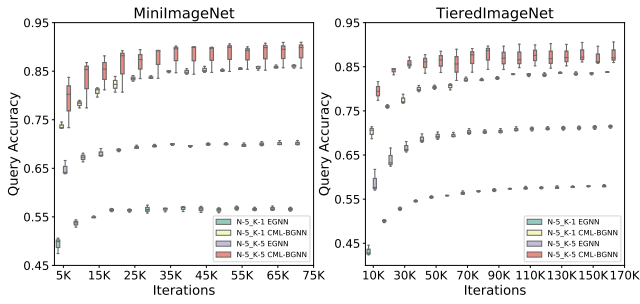 MiniImageNet
Query Accuracy
0.95
0.85
0.75
0.65
0.55
0.45
5K 15K 25K 35K 45K 55K 65K 75K
Iterations
N-5_K-1 EGNN
N-5_K-1 CML-BGNN
N-5_K-5 EGNN
N-5_K-5 CML-BGNN
TieredImageNet
Query Accuracy
0.95
0.85
0.75
0.65
0.55
0.45
10K 30K 50K 70K 90K 110K 130K 150K 170K
Iterations
N-5_K-1 EGNN
N-5_K-1 CML-BGNN
N-5_K-5 EGNN
N-5_K-5 CML-BGNN